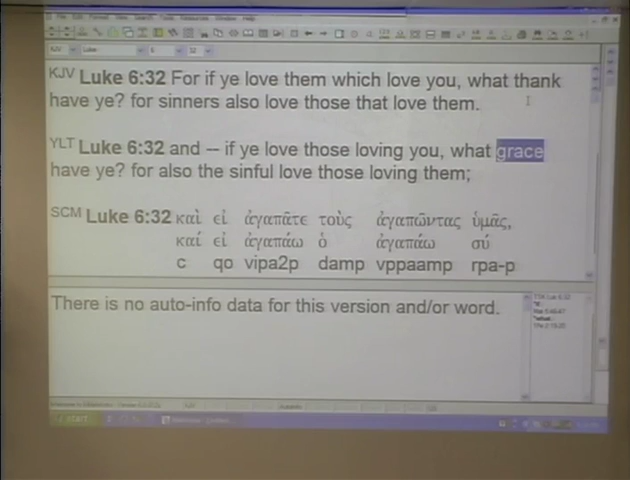 KJV Luke 6:32 For if ye love them which love you, what thank
have ye? for sinners also love those that love them.
YLT Luke 6:32 and – if ye love those loving you, what grace
have ye? for also the sinful love those loving them;
SCM Luke 6:32 καὶ εἰ ἀγαπᾶτε τοὺς ἀγαπῶντας ὑμᾶς,
καί εἰ ἀγαπάω ὁ ἀγαπάω σύ
c qo vipa2p damp vppaamp rpa-p
There is no auto-info data for this version and/or word.
start